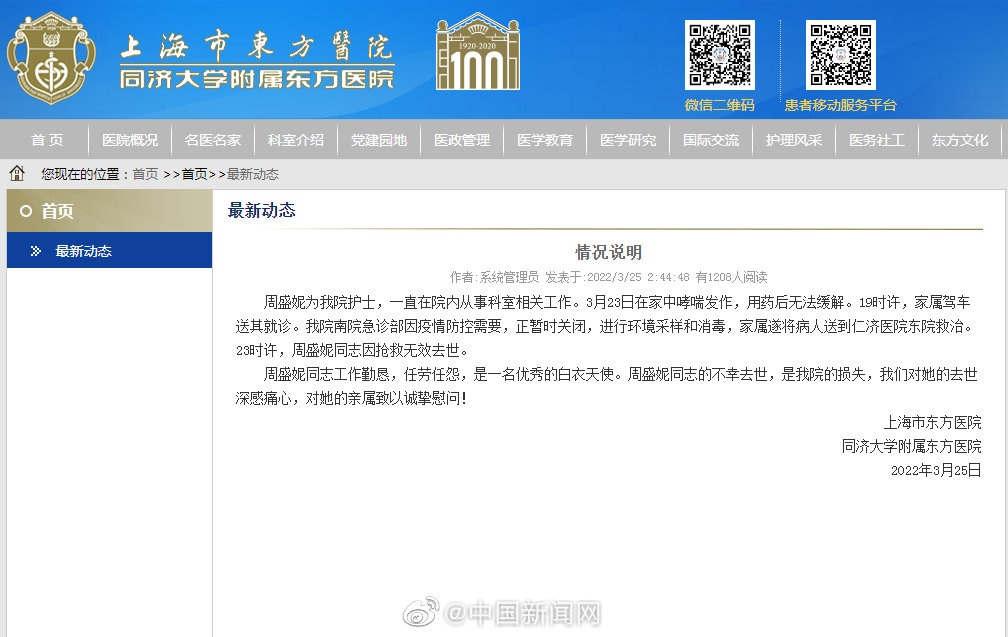 上海市東方醫院
同济大学附属东方医院
1920-2020
100
微信二维码
患者移动服务平台
首页 医院概况 名医名家 科室介绍 党建园地 医政管理 医学教育 医学研究 国际交流 护理风采 医务社工 东方文化
您现在的位置：首页 >>首页>>最新动态
首页
最新动态
最新动态
情况说明
作者:系统管理员 发表于:2022/3/25 2:44:48 有1208人阅读
周盛妮为我院护士，一直在院内从事科室相关工作。3月23日在家中哮喘发作，用药后无法缓解。19时许，家属驾车
送其就诊。我院南院急诊部因疫情防控需要，正暂时关闭，进行环境采样和消毒，家属遂将病人送到仁济医院东院救治。
23时许，周盛妮同志因抢救无效去世。
周盛妮同志工作勤恳，任劳任怨，是一名优秀的白衣天使。周盛妮同志的不幸去世，是我院的损失，我们对她的去世
深感痛心，对她的亲属致以诚挚慰问！
上海市东方医院
同济大学附属东方医院
2022年3月25日
@中国新闻网